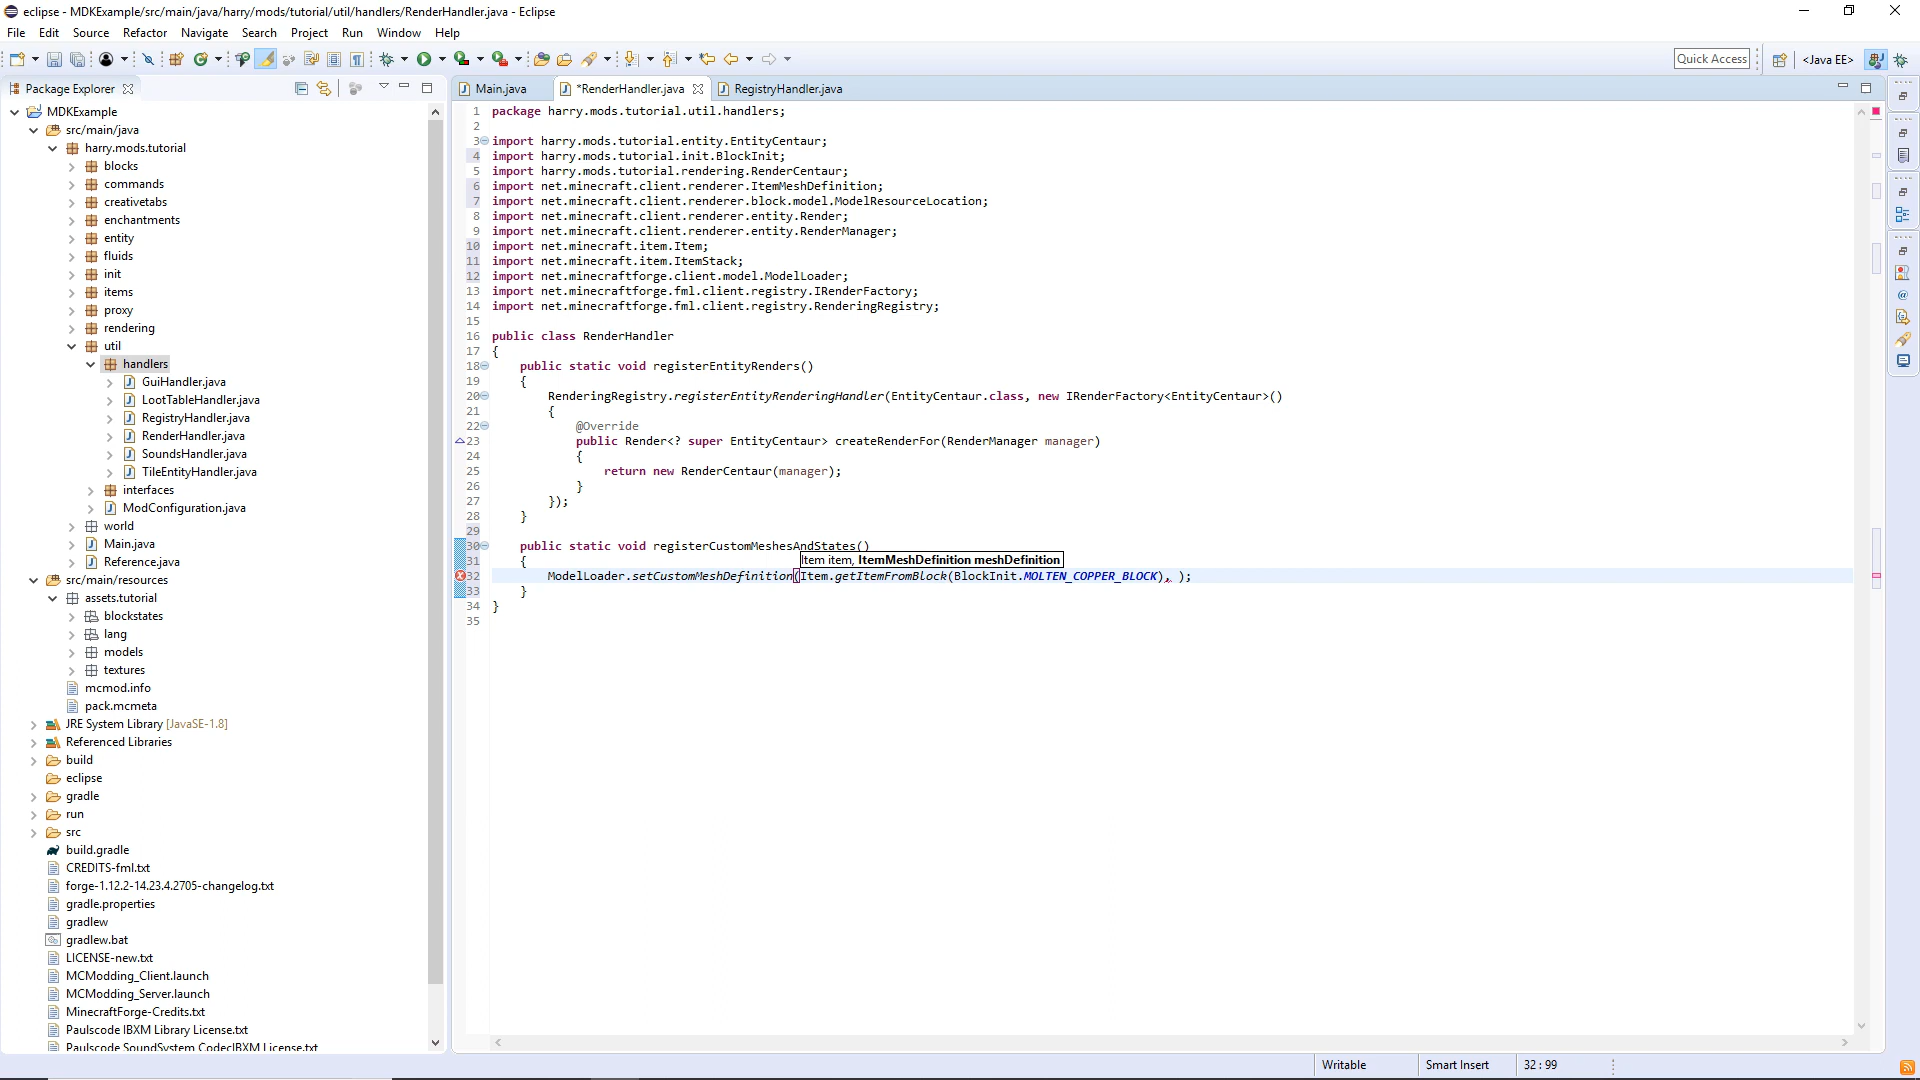 eclipse - MDKExample/src/main/java/harry/mods/tutorial/util/handlers/RenderHandler.java - Eclipse
File Edit Source Refactor Navigate Search Project Run Window Help
Quick Access
<Java EE>
Package Explorer
Main.java
*RenderHandler.java
RegistryHandler.java
MDKExample
src/main/java
harry.mods.tutorial
blocks
commands
creativetabs
enchantments
entity
fluids
init
items
proxy
rendering
util
handlers
GuiHandler.java
LootTableHandler.java
RegistryHandler.java
RenderHandler.java
SoundsHandler.java
TileEntityHandler.java
interfaces
ModConfiguration.java
world
Main.java
Reference.java
src/main/resources
assets.tutorial
blockstates
lang
models
textures
mcmod.info
pack.mcmeta
JRE System Library [JavaSE-1.8]
Referenced Libraries
build
eclipse
gradle
run
src
build.gradle
CREDITS-fml.txt
forge-1.12.2-14.23.4.2705-changelog.txt
gradle.properties
gradlew
gradlew.bat
LICENSE-new.txt
MCModding_Client.launch
MCModding_Server.launch
MinecraftForge-Credits.txt
Paulscode IBXM Library License.txt
Paulscode SoundSystem CodecIBXM License.txt
1 package harry.mods.tutorial.util.handlers;
2
3 import harry.mods.tutorial.entity.EntityCentaur;
4 import harry.mods.tutorial.init.BlockInit;
5 import harry.mods.tutorial.rendering.RenderCentaur;
6 import net.minecraft.client.renderer.ItemMeshDefinition;
7 import net.minecraft.client.renderer.block.model.ModelResourceLocation;
8 import net.minecraft.client.renderer.entity.Render;
9 import net.minecraft.client.renderer.entity.RenderManager;
10 import net.minecraft.item.Item;
11 import net.minecraft.item.ItemStack;
12 import net.minecraftforge.client.model.ModelLoader;
13 import net.minecraftforge.fml.client.registry.IRenderFactory;
14 import net.minecraftforge.fml.client.registry.RenderingRegistry;
15
16 public class RenderHandler
17 {
18 public static void registerEntityRenders()
19 {
20 RenderingRegistry.registerEntityRenderingHandler(EntityCentaur.class, new IRenderFactory<EntityCentaur>()
21 {
22 @Override
23 public Render<? super EntityCentaur> createRenderFor(RenderManager manager)
24 {
25 return new RenderCentaur(manager);
26 }
27 });
28 }
29
30 public static void registerCustomMeshesAndStates()
31 {
Item item, ItemMeshDefinition meshDefinition
32 ModelLoader.setCustomMeshDefinition(Item.getItemFromBlock(BlockInit.MOLTEN_COPPER_BLOCK), );
33 }
34 }
35
Writable
Smart Insert
32 : 99